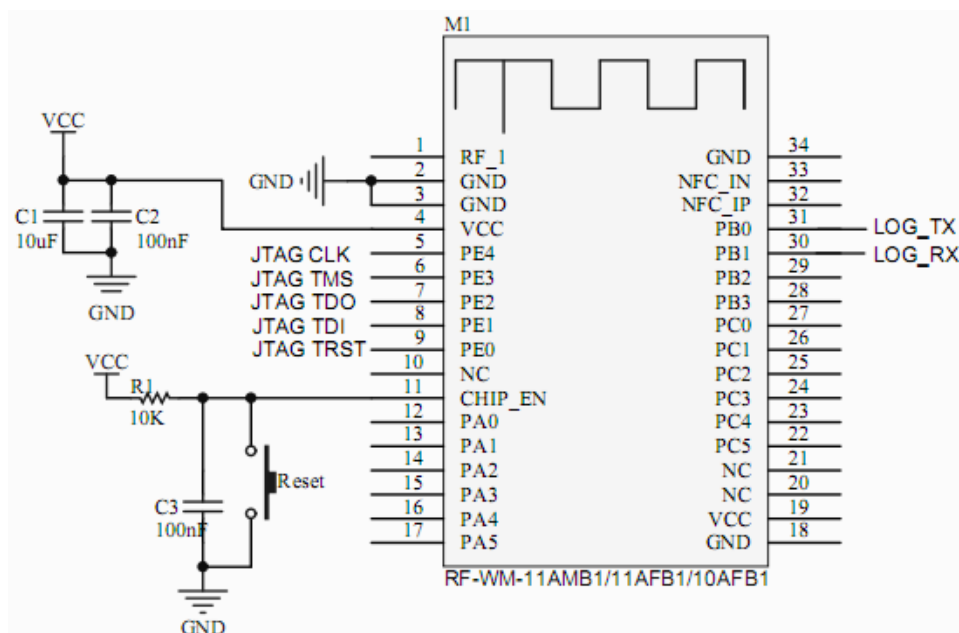 M1
VCC
C1
10uF
C2
100nF
GND
GND
JTAG CLK
JTAG TMS
JTAG TDO
JTAG TDI
JTAG TRST
VCC
R1
10K
C3
100nF
Reset
GND
1 RF_1
2 GND
3 GND
4 VCC
5 PE4
6 PE3
7 PE2
8 PE1
9 PE0
10 NC
11 CHIP_EN
12 PA0
13 PA1
14 PA2
15 PA3
16 PA4
17 PA5
GND 34
NFC_IN 33
NFC_IP 32
PB0 31 LOG_TX
PB1 30 LOG_RX
PB2 29
PB3 28
PC0 27
PC1 26
PC2 25
PC3 24
PC4 23
PC5 22
NC 21
NC 20
VCC 19
GND 18
RF-WM-11AMB1/11AFB1/10AFB1